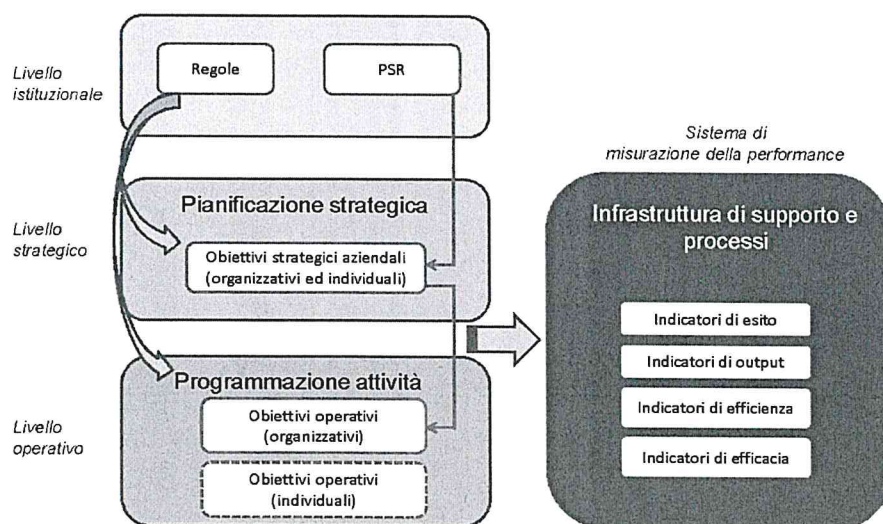 Livello
istituzionale
Regole
PSR
Livello
strategico
Pianificazione strategica
Obiettivi strategici aziendali
(organizzativi ed individuali)
Livello
operativo
Programmazione attività
Obiettivi operativi
(organizzativi)
Obiettivi operativi
(individuali)
Sistema di
misurazione della performance
Infrastruttura di supporto e
processi
Indicatori di esito
Indicatori di output
Indicatori di efficienza
Indicatori di efficacia